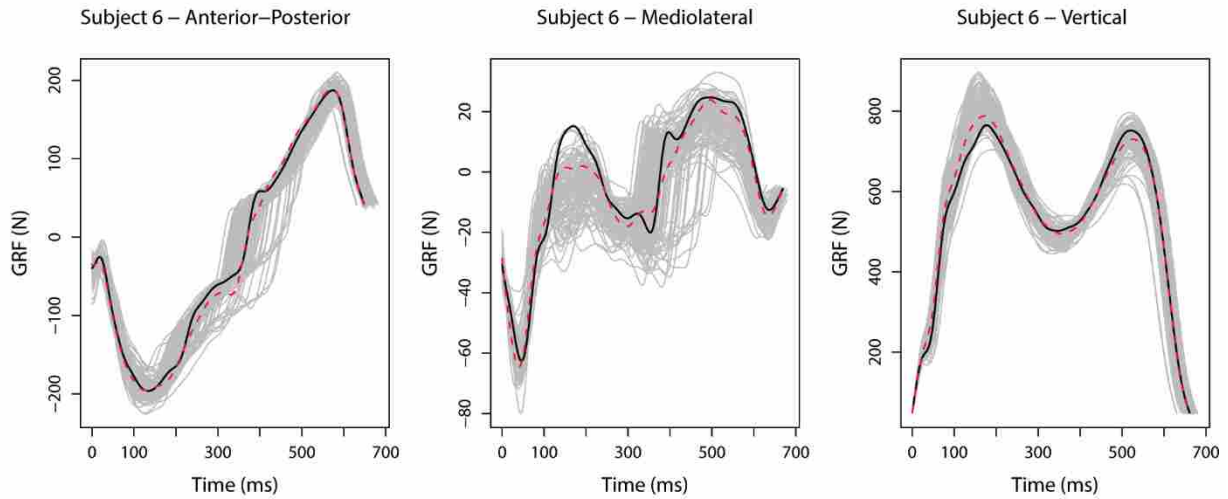 Subject 6 – Anterior–Posterior
GRF (N)
200
100
0
−100
−200
0 100 300 500 700
Time (ms)
Subject 6 – Mediolateral
GRF (N)
20
0
−20
−40
−60
−80
0 100 300 500 700
Time (ms)
Subject 6 – Vertical
GRF (N)
800
600
400
200
0 100 300 500 700
Time (ms)